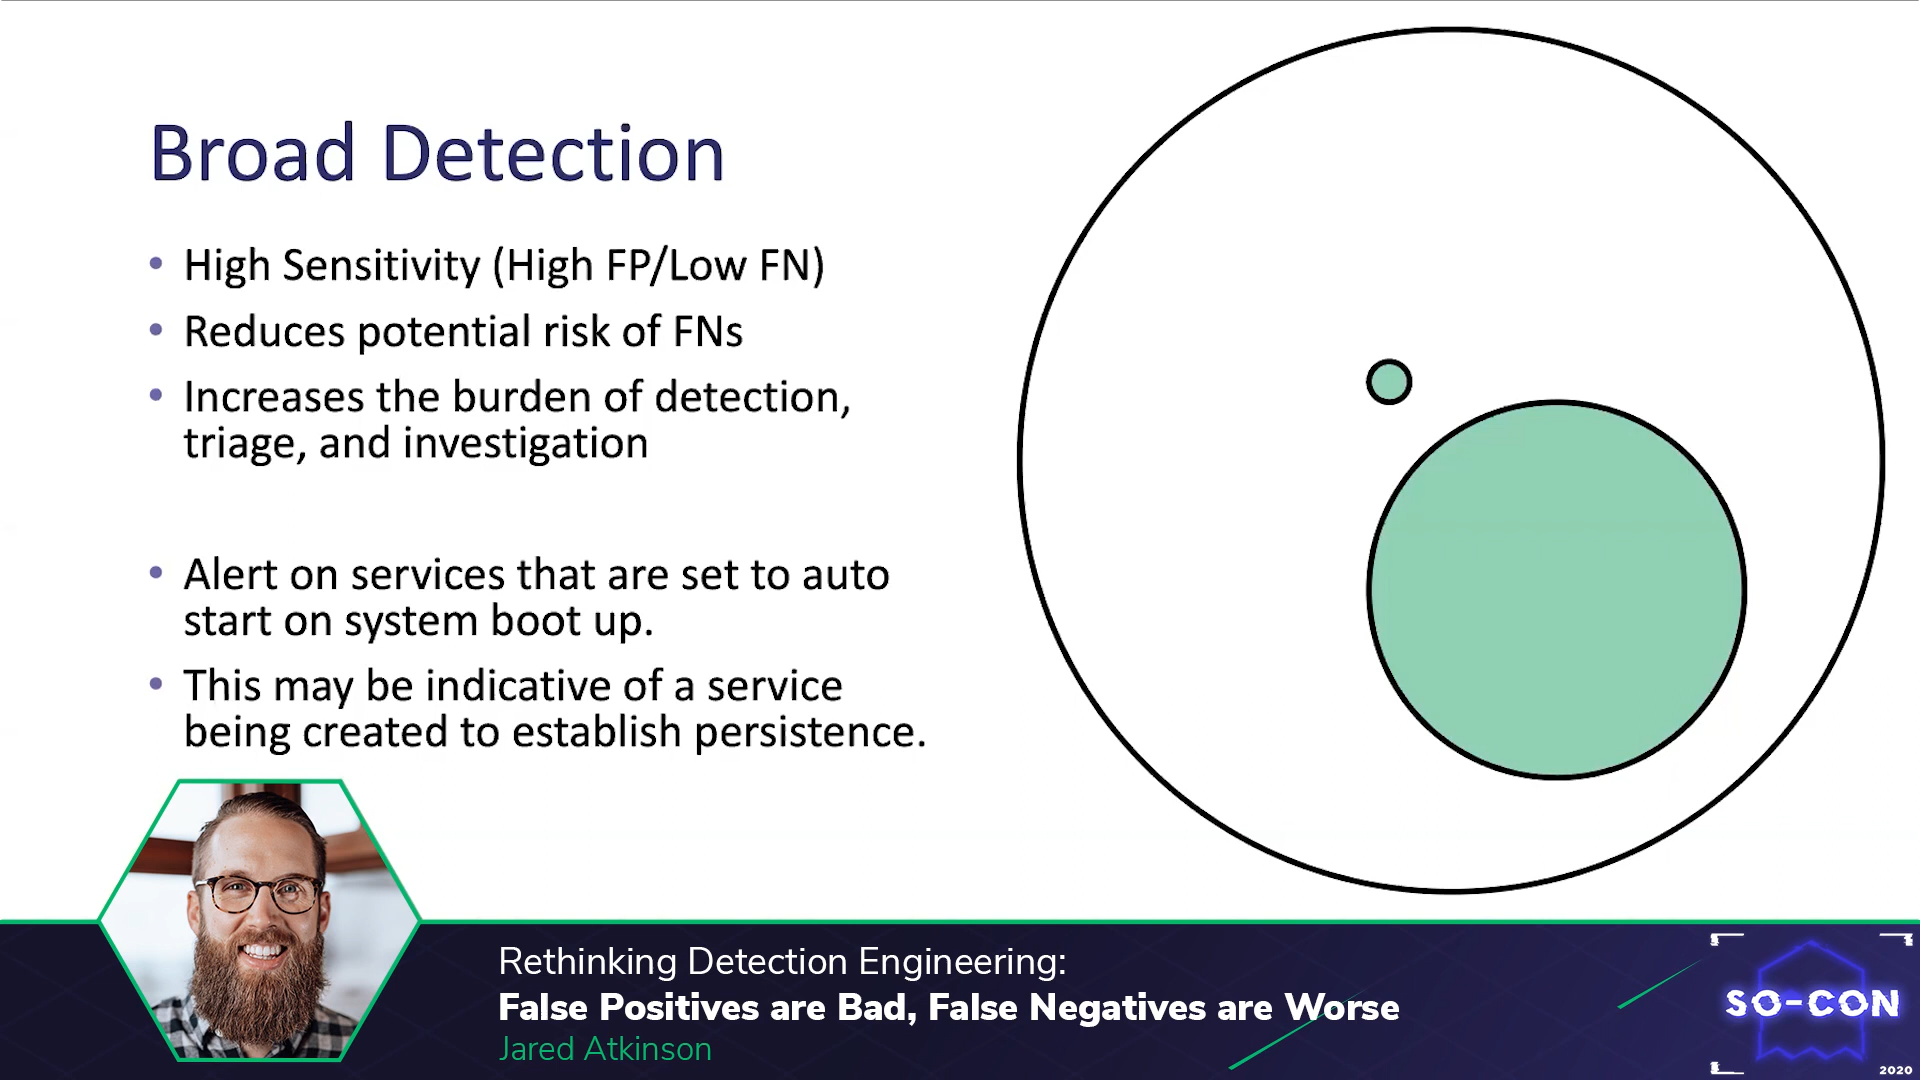 Broad Detection
• High Sensitivity (High FP/Low FN)
• Reduces potential risk of FNs
• Increases the burden of detection,
triage, and investigation
• Alert on services that are set to auto
start on system boot up.
• This may be indicative of a service
being created to establish persistence.
Rethinking Detection Engineering:
False Positives are Bad, False Negatives are Worse
Jared Atkinson
SO-CON
2020